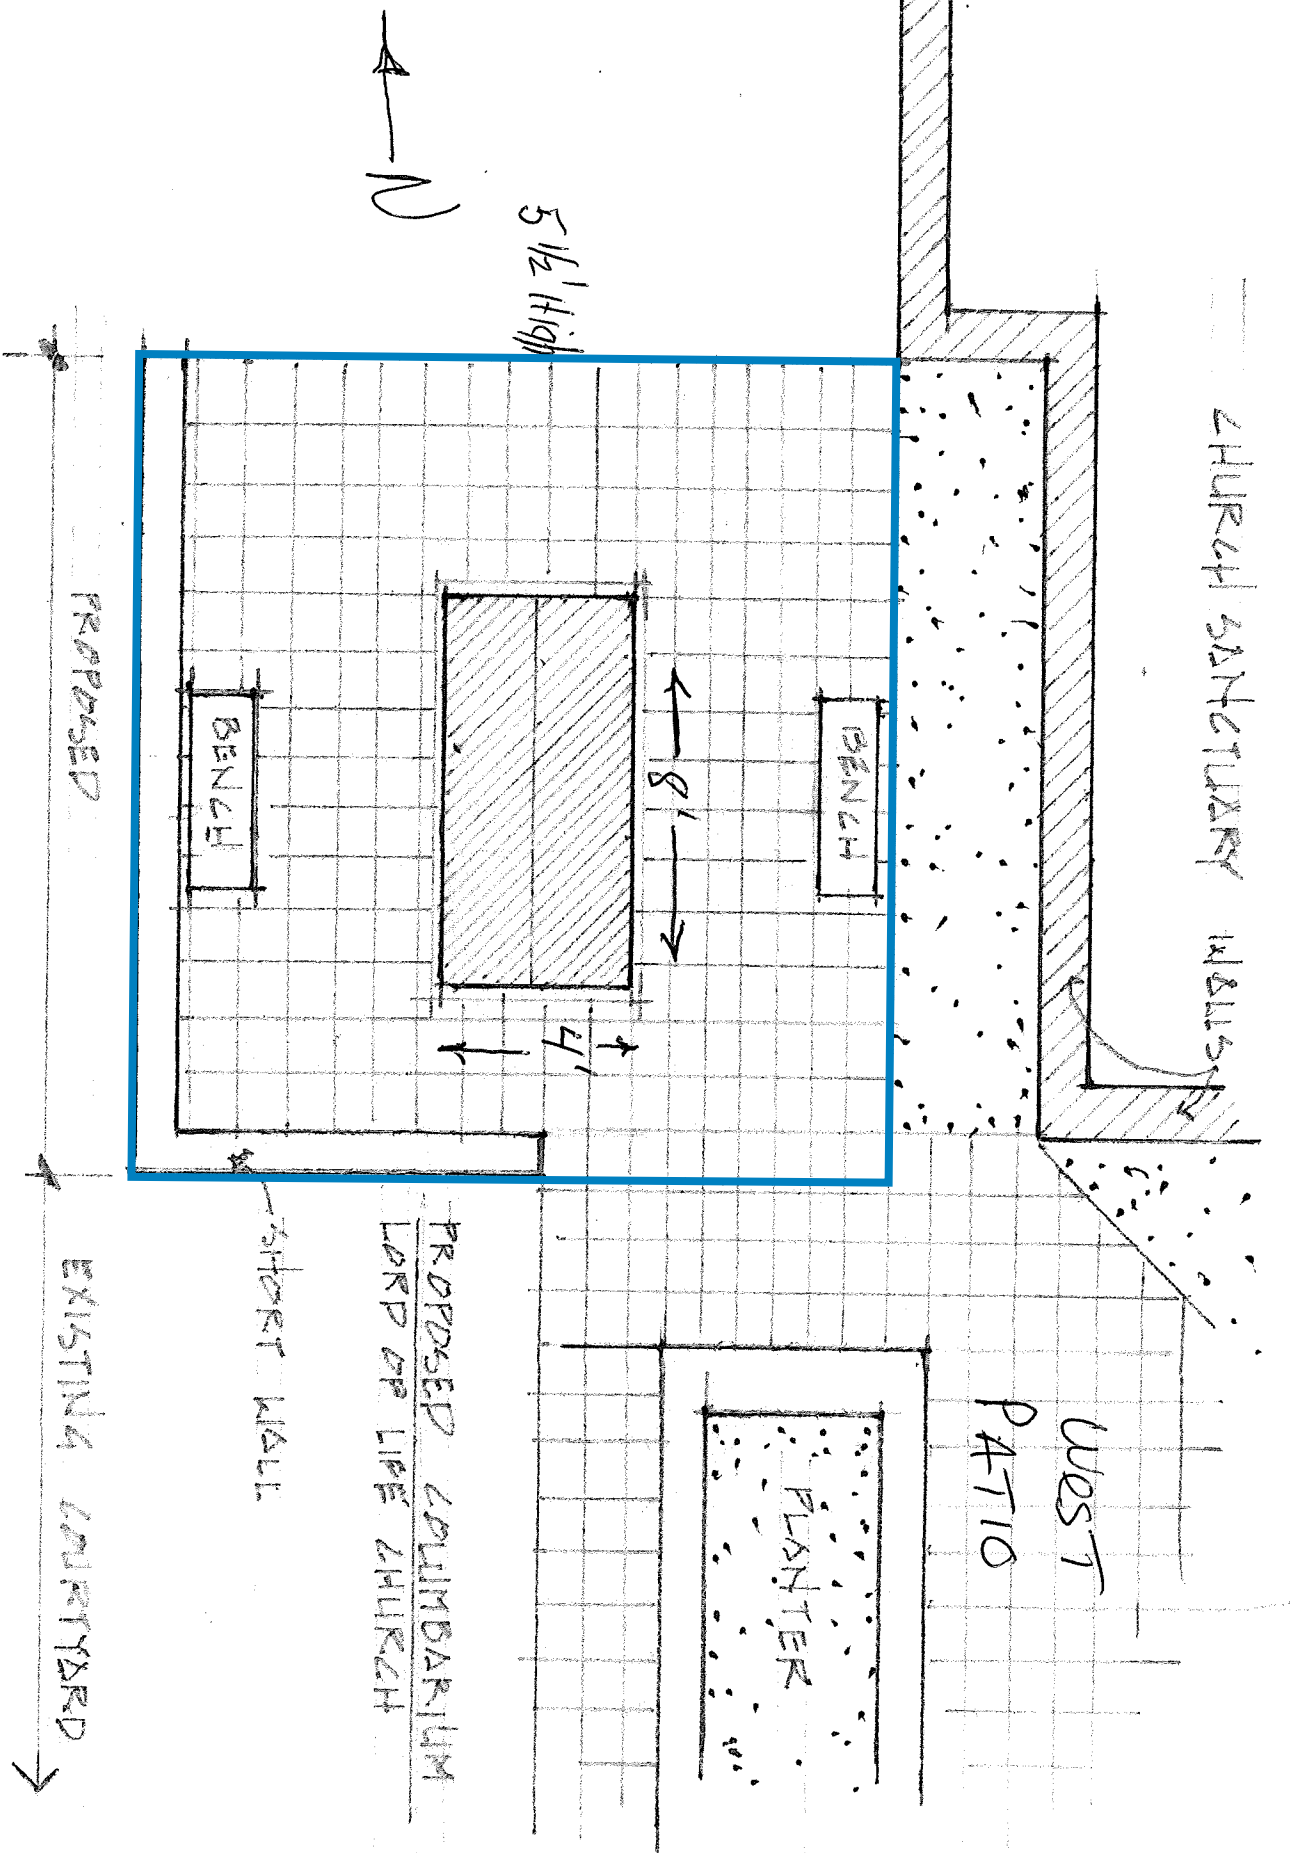 CHURCH SANCTUARY WALLS
WEST
PATIO
BENCH
PLANTER
8'
4'
5 1/2' High
N
PROPOSED COLUMBARIUM
LORD OF LIFE CHURCH
BENCH
SHORT WALL
PROPOSED
EXISTING COURTYARD